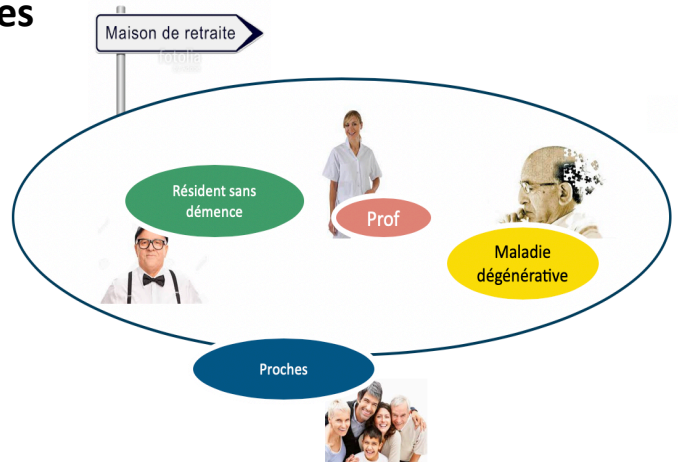 es
Maison de retraite
fotolia
Résident sans
démence
Prof
Maladie
dégénérative
Proches